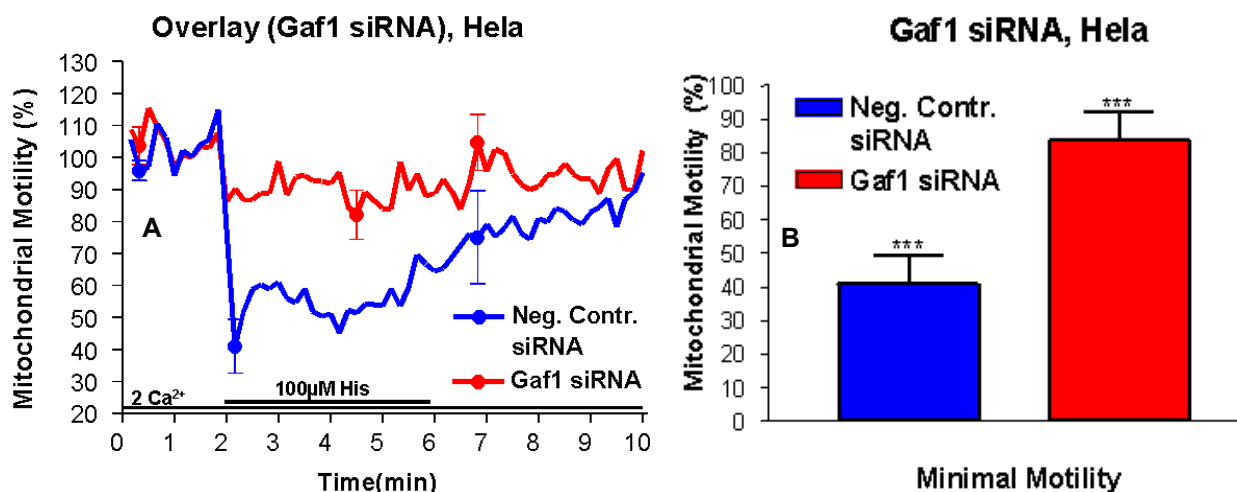 Overlay (Gaf1 siRNA), Hela
Mitochondrial Motility (%)
130
120
110
100
90
80
70
60
50
40
30
20
A
Neg. Contr.
siRNA
Gaf1 siRNA
2 Ca²⁺
100µM His
0 1 2 3 4 5 6 7 8 9 10
Time(min)
Gaf1 siRNA, Hela
Mitochondrial Motility (%)
100
90
80
70
60
50
40
30
20
10
0
Neg. Contr.
siRNA
Gaf1 siRNA
B
***
***
Minimal Motility